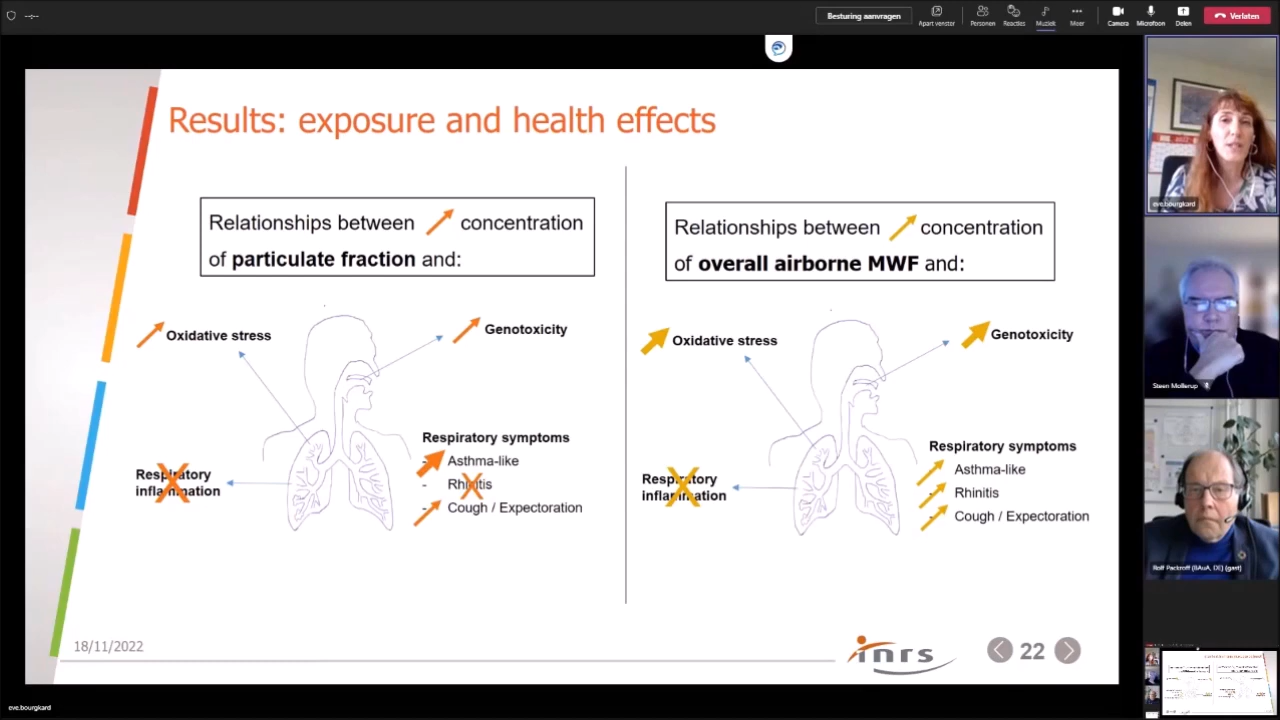 Besturing aanvragen
Apart venster
Personen
Reacties
Muziek
Meer
Camera
Microfoon
Delen
Verlaten
Results: exposure and health effects
Relationships between concentration
of particulate fraction and:
Oxidative stress
Genotoxicity
Respiratory symptoms
- Asthma-like
- Rhinitis
- Cough / Expectoration
Respiratory
inflammation
Relationships between concentration
of overall airborne MWF and:
Oxidative stress
Genotoxicity
Respiratory symptoms
- Asthma-like
- Rhinitis
- Cough / Expectoration
Respiratory
inflammation
18/11/2022
inrs
22
eve.bourgkard
Steen Mollerup
Rolf Packroff (BAuA, DE) (gast)
eve.bourgkard